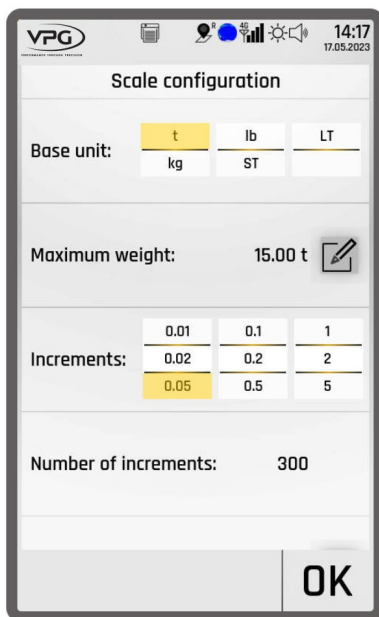 VPG
R
4G
14:17
17.05.2023
Scale configuration
Base unit: t lb LT
kg ST
Maximum weight: 15.00 t
Increments: 0.01 0.1 1
0.02 0.2 2
0.05 0.5 5
Number of increments: 300
OK